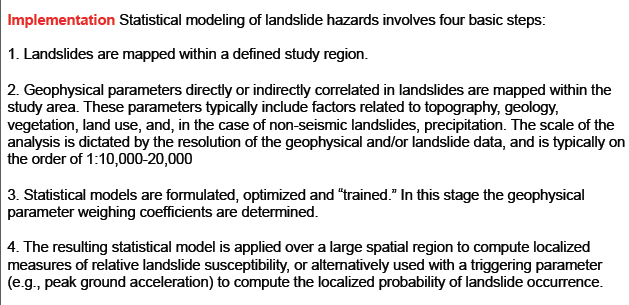 Implementation Statistical modeling of landslide hazards involves four basic steps:
1. Landslides are mapped within a defined study region.
2. Geophysical parameters directly or indirectly correlated in landslides are mapped within the
study area. These parameters typically include factors related to topography, geology,
vegetation, land use, and, in the case of non-seismic landslides, precipitation. The scale of the
analysis is dictated by the resolution of the geophysical and/or landslide data, and is typically on
the order of 1:10,000-20,000
3. Statistical models are formulated, optimized and “trained.” In this stage the geophysical
parameter weighing coefficients are determined.
4. The resulting statistical model is applied over a large spatial region to compute localized
measures of relative landslide susceptibility, or alternatively used with a triggering parameter
(e.g., peak ground acceleration) to compute the localized probability of landslide occurrence.